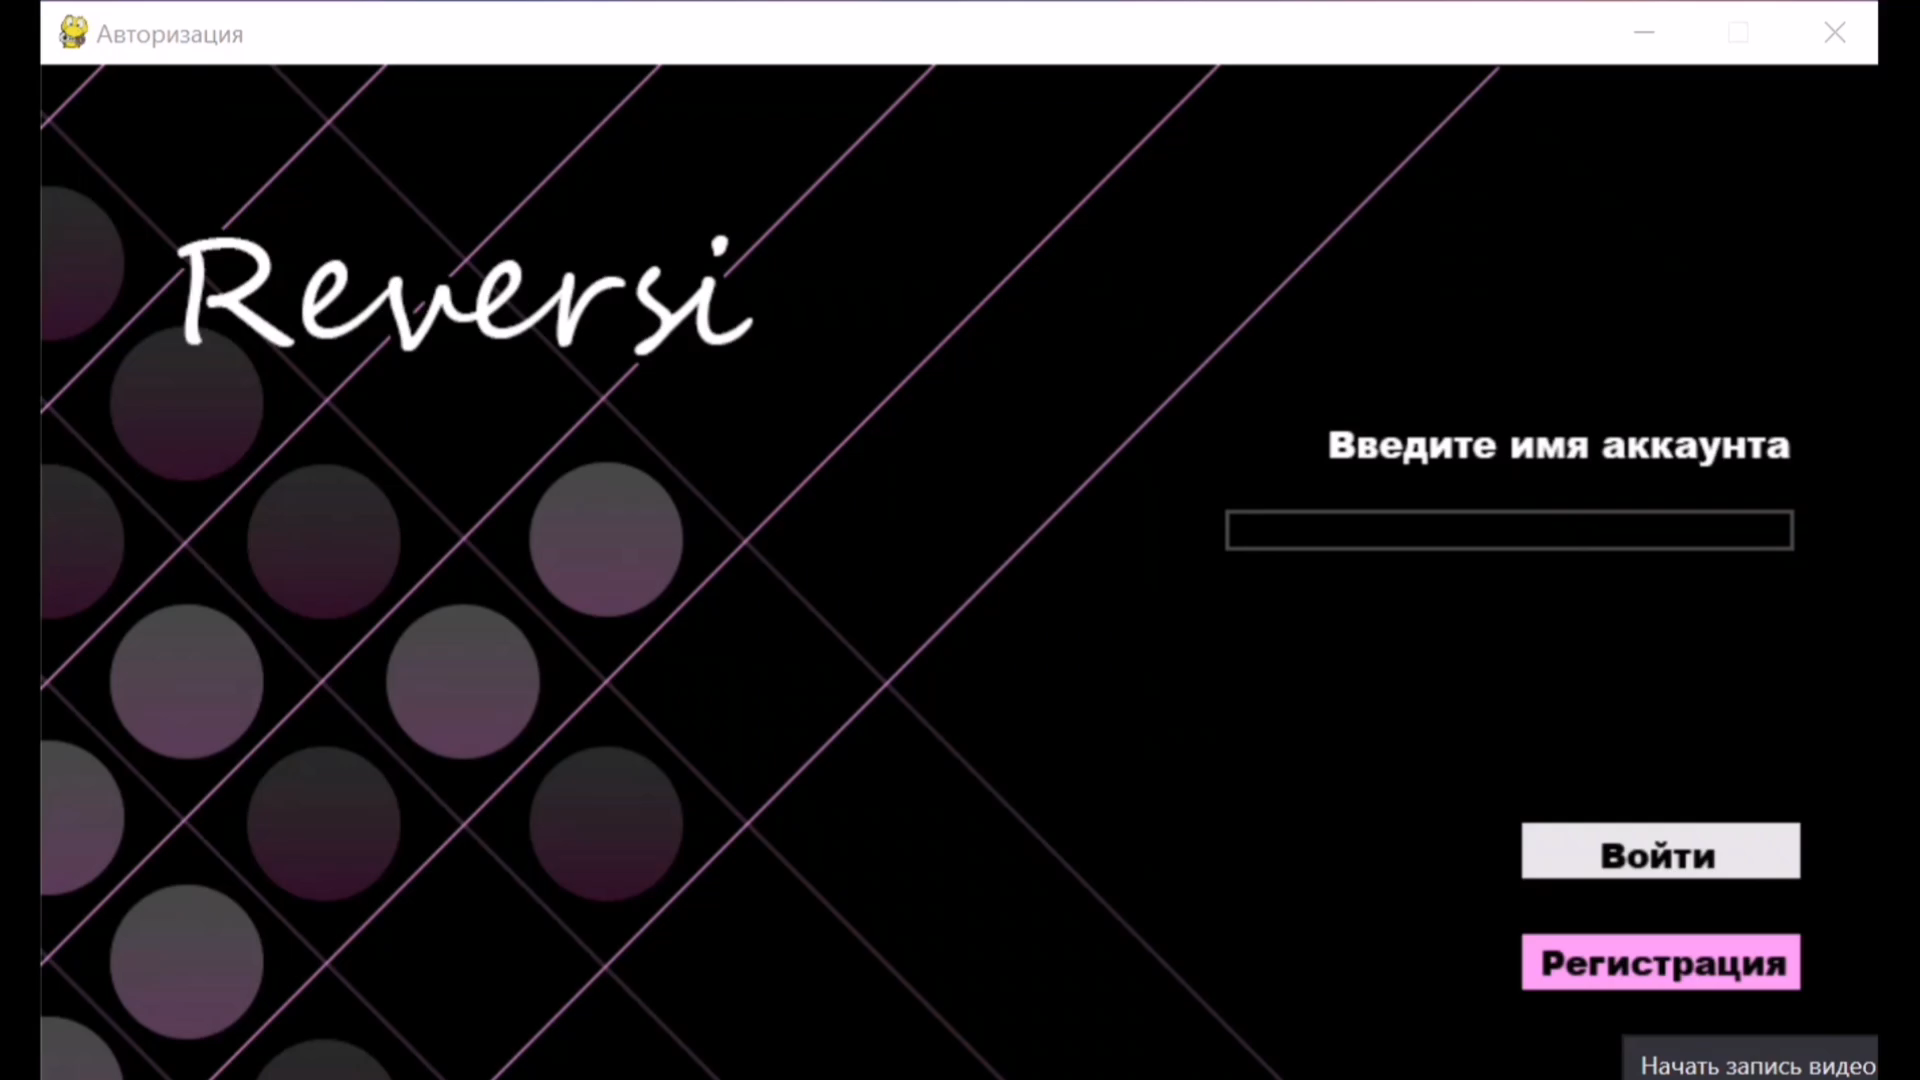 Авторизация
Reversi
Введите имя аккаунта
Войти
Регистрация
Начать запись видео